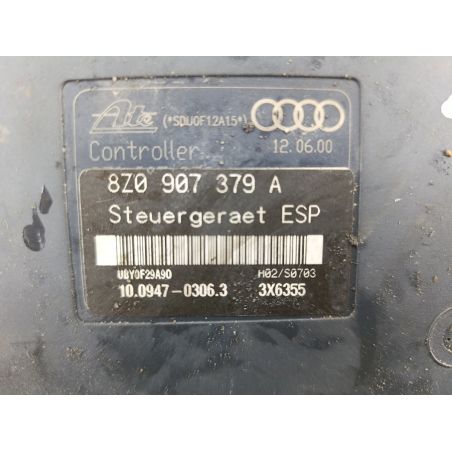 Ate (*SDU0F12A15*)
Controller 12.06.00
8Z0 907 379 A
Steuergeraet ESP
UBY0F29A90 H02/S0703
10.0947-0306.3 3X6355